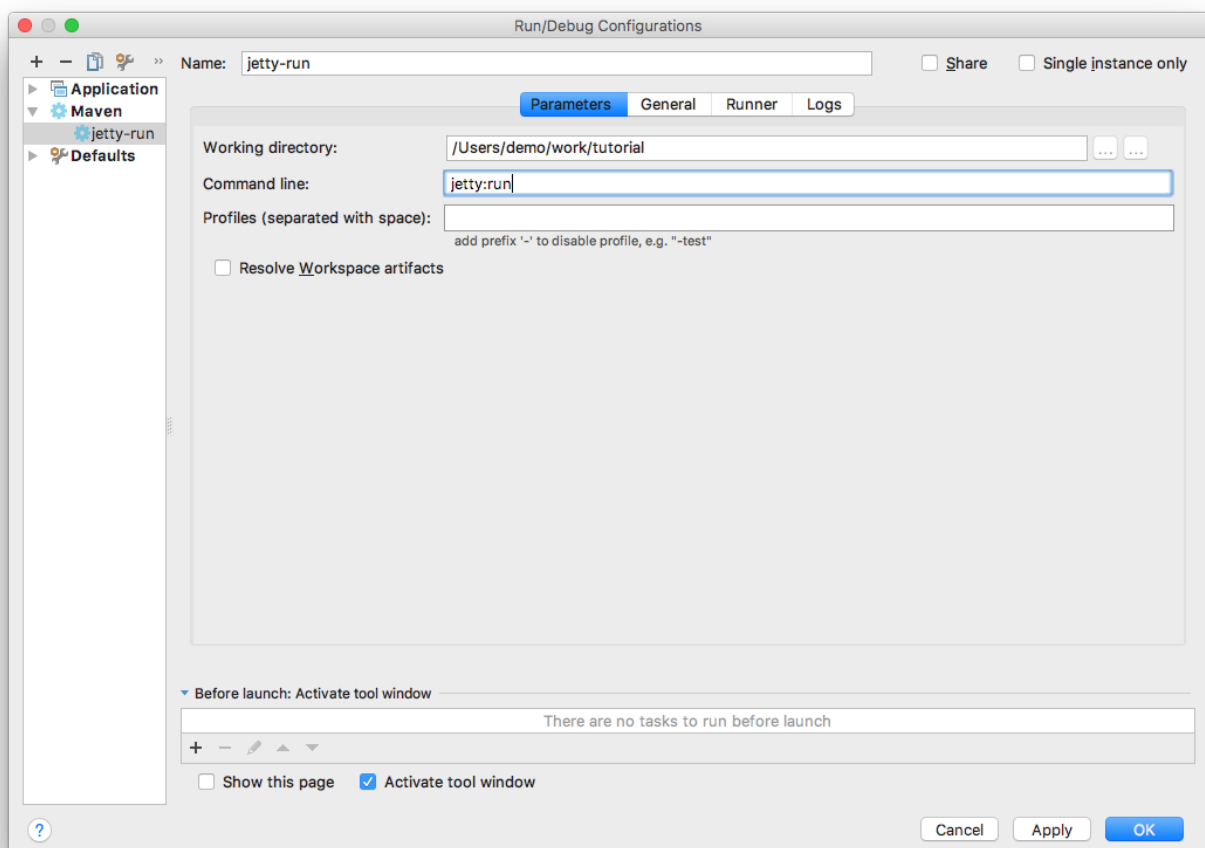 Run/Debug Configurations
Name: jetty-run
Share
Single instance only
Application
Maven
jetty-run
Defaults
Parameters General Runner Logs
Working directory: /Users/demo/work/tutorial ... ...
Command line: jetty:run
Profiles (separated with space):
add prefix '-' to disable profile, e.g. "-test"
Resolve Workspace artifacts
Before launch: Activate tool window
There are no tasks to run before launch
Show this page Activate tool window
? Cancel Apply OK